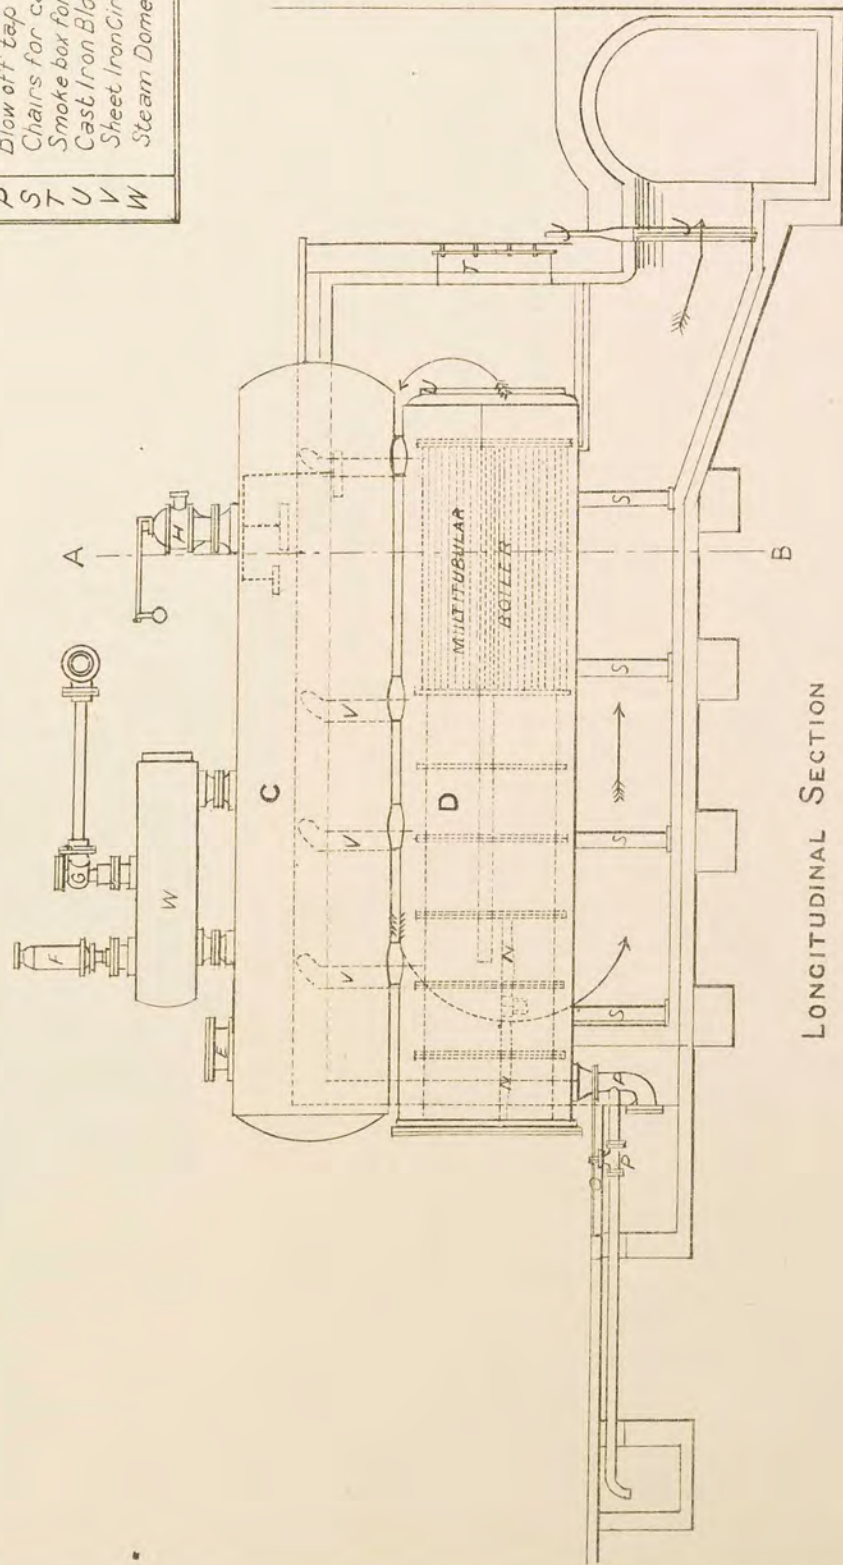 P Blow off tap
S Chairs for ca
T Smoke box for
U Cast Iron Blo
V Sheet Iron Cir
W Steam Dome
A
H
G
F
W
E
C
V
V
V
D
MULTITUBULAR
BOILER
N
N
U
T
S
S
S
S
O
P
B
LONGITUDINAL SECTION